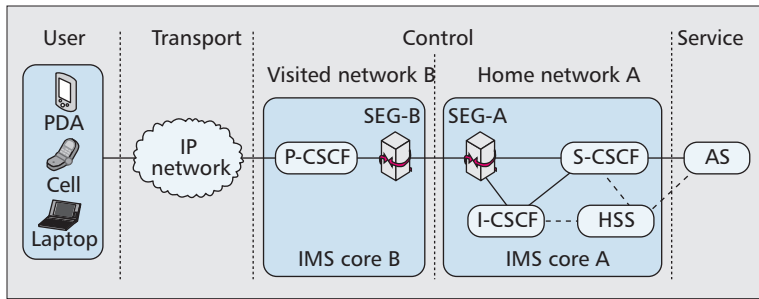 User
Transport
Control
Service
Visited network B
Home network A
PDA
Cell
Laptop
IP
network
SEG-B
P-CSCF
SEG-A
S-CSCF
AS
I-CSCF
HSS
IMS core B
IMS core A